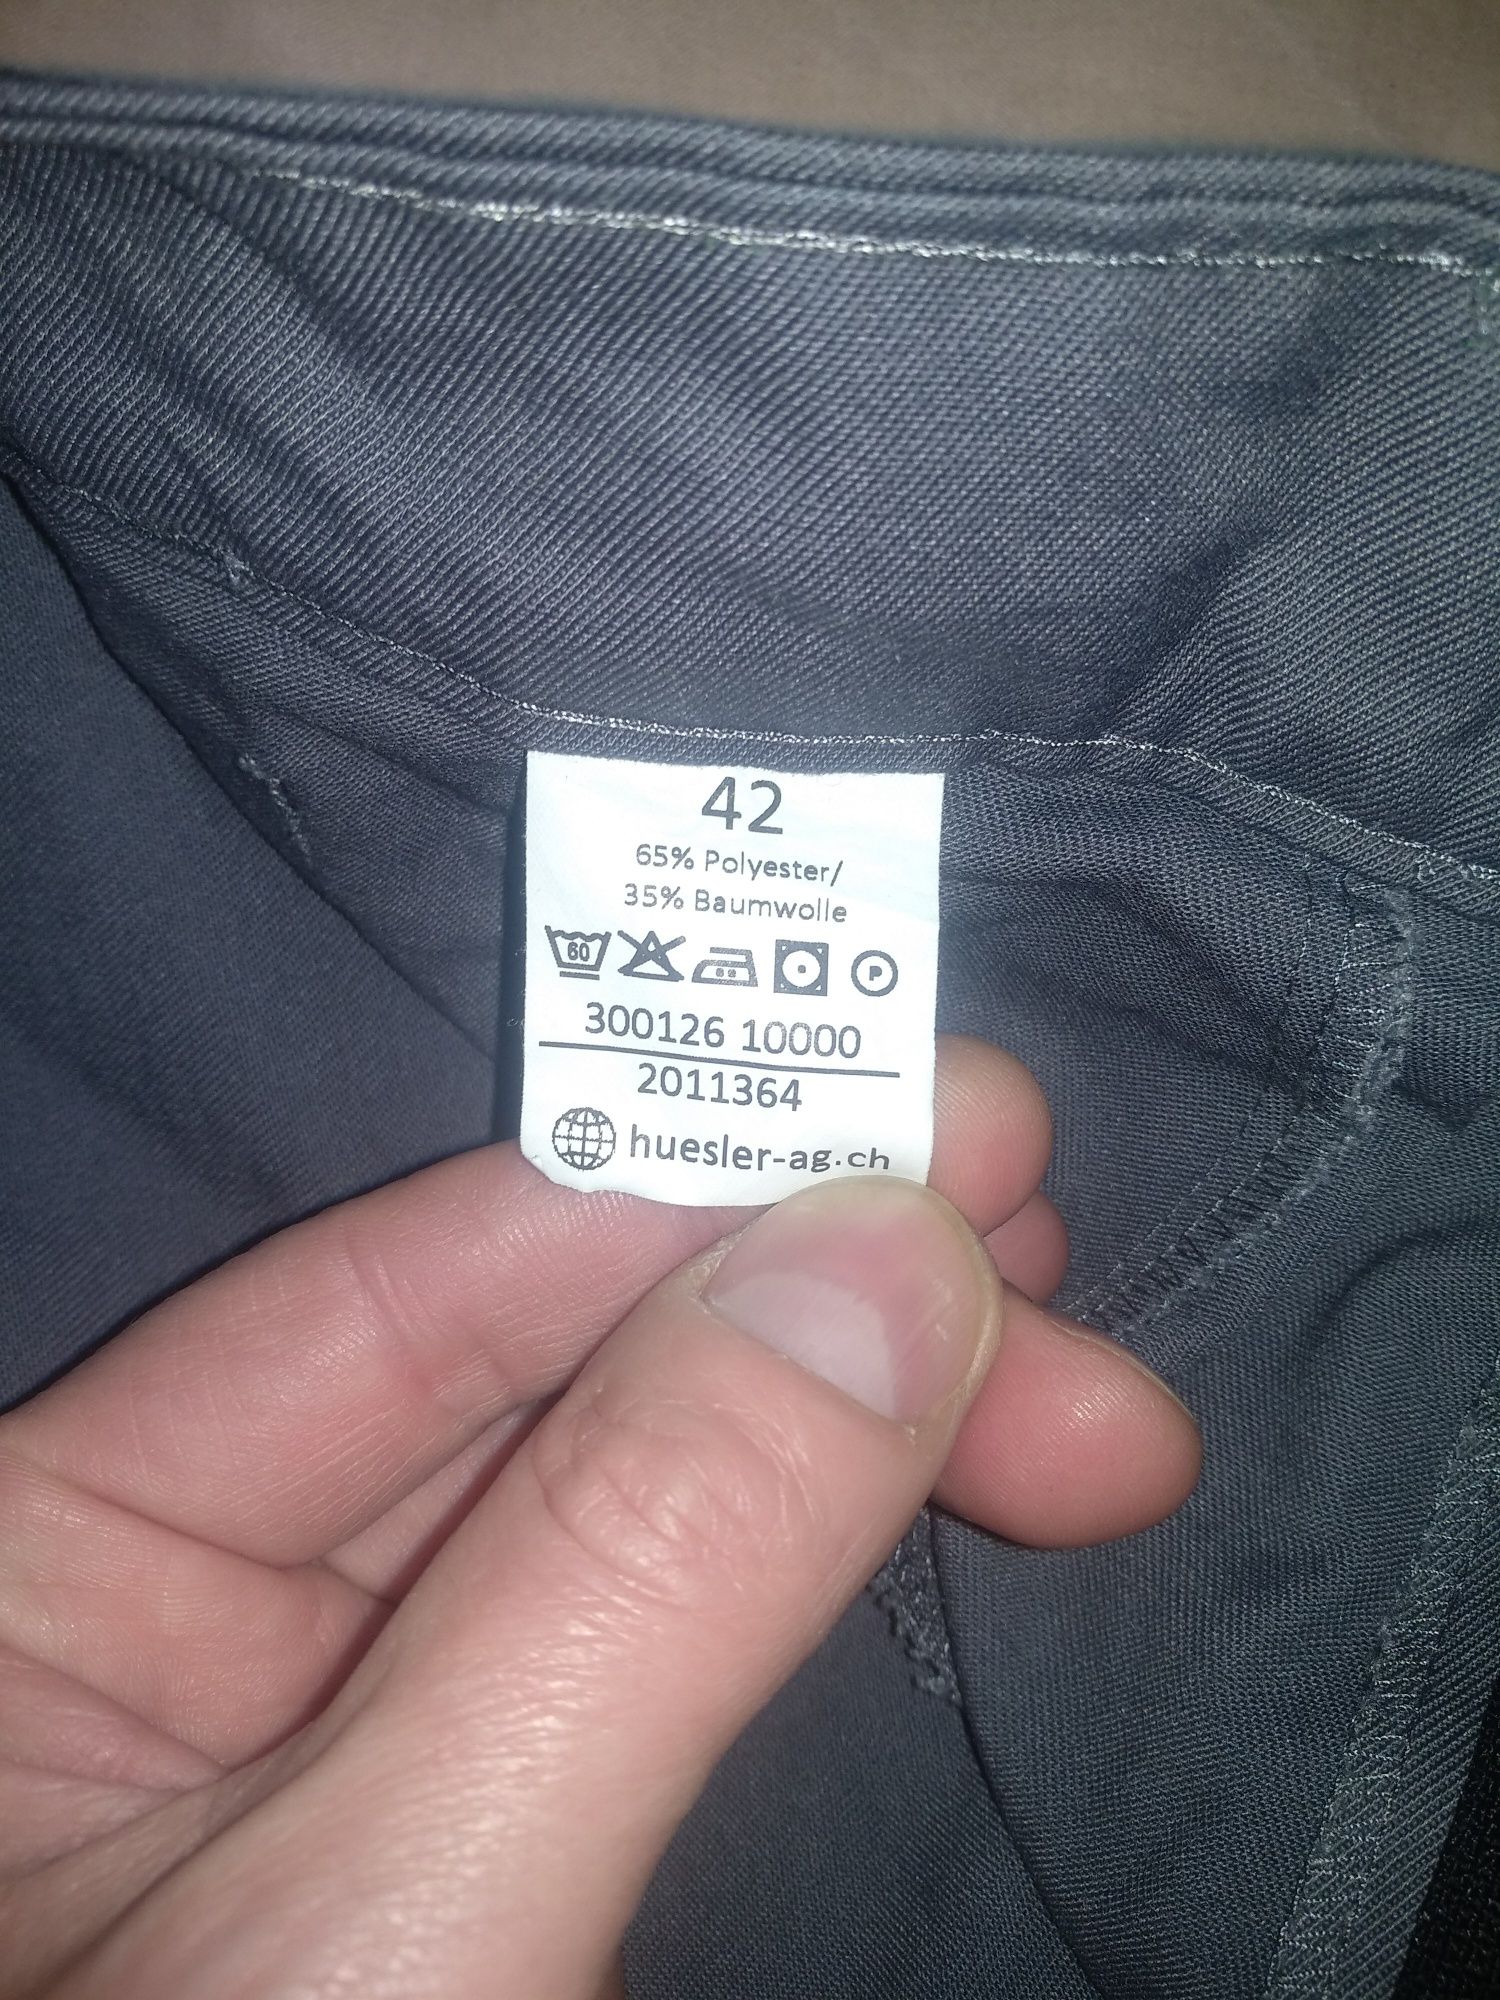 42
65% Polyester/
35% Baumwolle
60 P
300126 10000
2011364
huesler-ag.ch